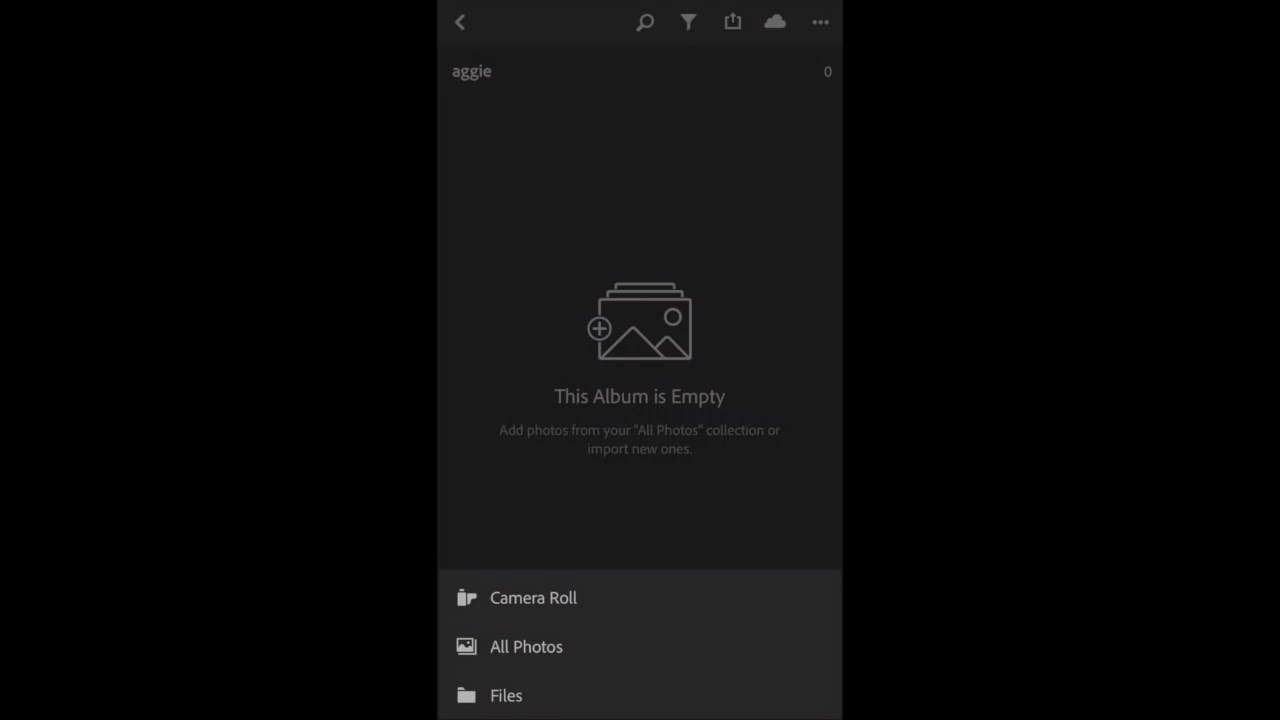 aggie
0
This Album is Empty
Add photos from your "All Photos" collection or
import new ones.
Camera Roll
All Photos
Files